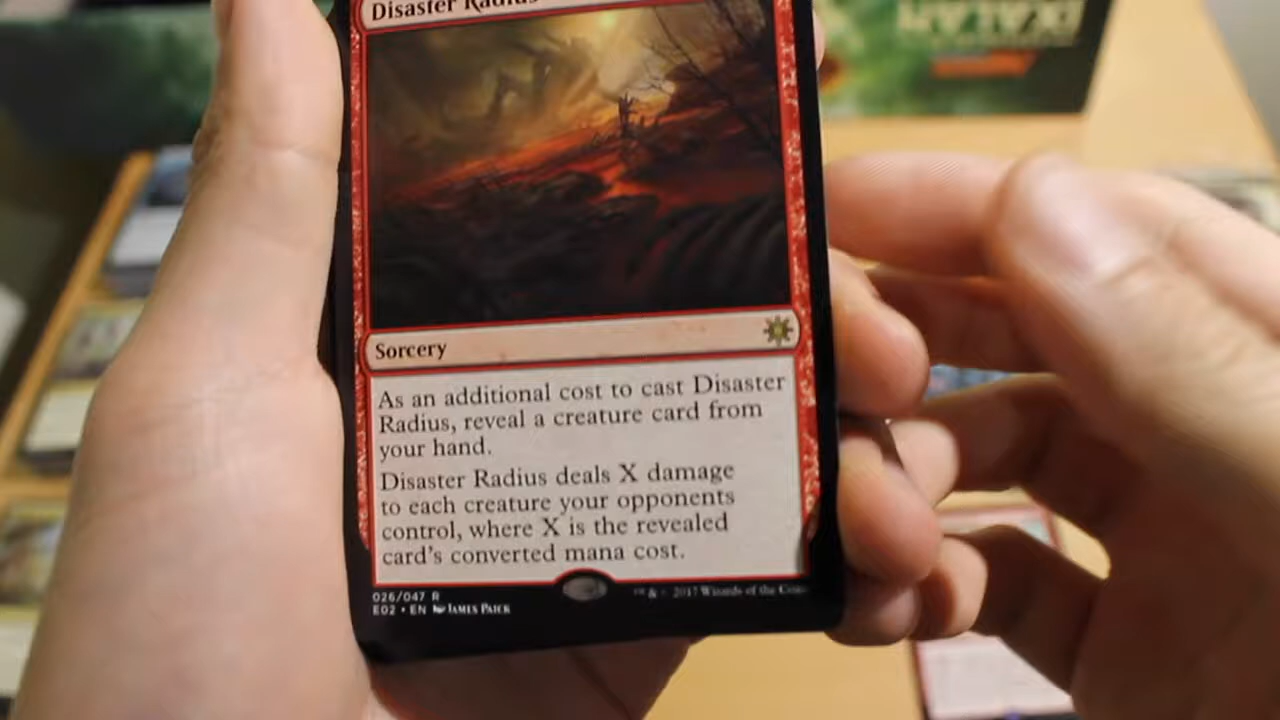 Disaster Radius
Sorcery
As an additional cost to cast Disaster
Radius, reveal a creature card from
your hand.
Disaster Radius deals X damage
to each creature your opponents
control, where X is the revealed
card's converted mana cost.
026/047 R
E02 • EN JAMES PAICK
™ & © 2017 Wizards of the
IXALAN